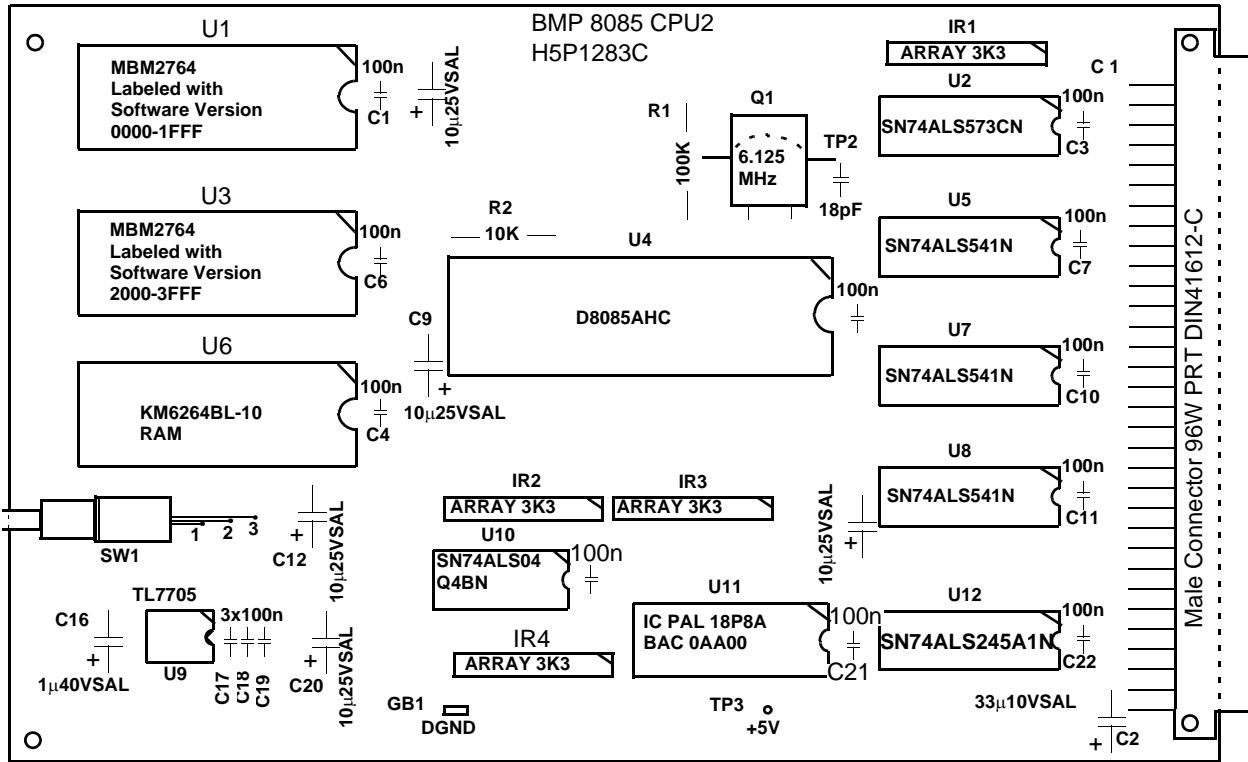 BMP 8085 CPU2
H5P1283C
U1
MBM2764
Labeled with
Software Version
0000-1FFF
100n
C1
+
10µ25VSAL
R1
100K
Q1
6.125
MHz
TP2
18pF
IR1
ARRAY 3K3
C 1
U2
SN74ALS573CN
100n
C3
U3
MBM2764
Labeled with
Software Version
2000-3FFF
100n
C6
R2
10K
U4
D8085AHC
100n
U5
SN74ALS541N
100n
C7
U6
KM6264BL-10
RAM
100n
C4
C9
+
10µ25VSAL
U7
SN74ALS541N
100n
C10
U8
SN74ALS541N
100n
C11
10µ25VSAL
+
Male Connector 96W PRT DIN41612-C
SW1
1
2
3
+
C12
10µ25VSAL
IR2
ARRAY 3K3
IR3
ARRAY 3K3
U10
SN74ALS04
Q4BN
100n
TL7705
U9
C16
+
1µ40VSAL
3x100n
C17
C18
C19
+
C20
10µ25VSAL
IR4
ARRAY 3K3
U11
IC PAL 18P8A
BAC 0AA00
100n
C21
U12
SN74ALS245A1N
100n
C22
GB1
DGND
TP3
+5V
33µ10VSAL
+
C2